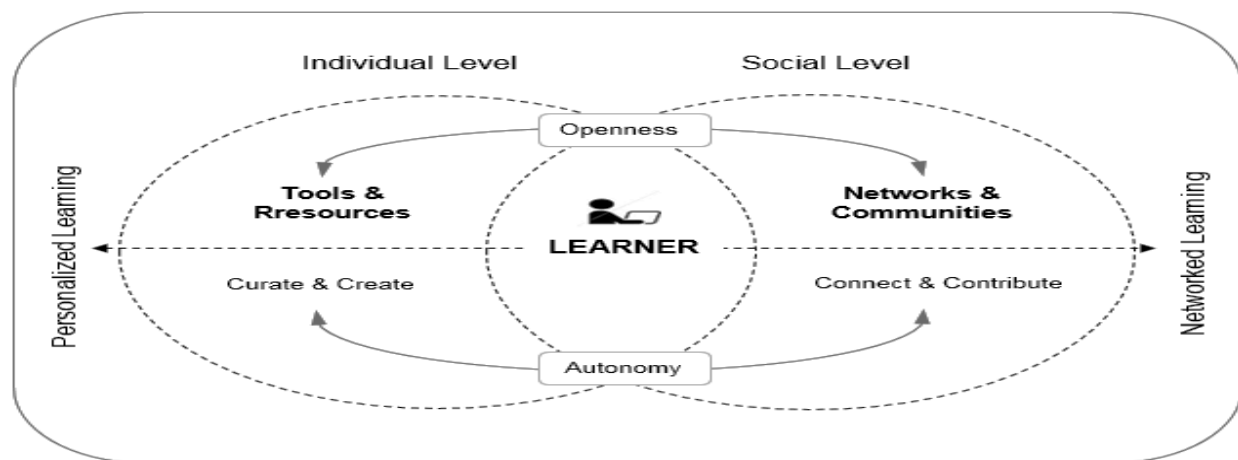 Individual Level
Social Level
Openness
Tools &
Rresources
Networks &
Communities
LEARNER
Personalized Learning
Networked Learning
Curate & Create
Connect & Contribute
Autonomy